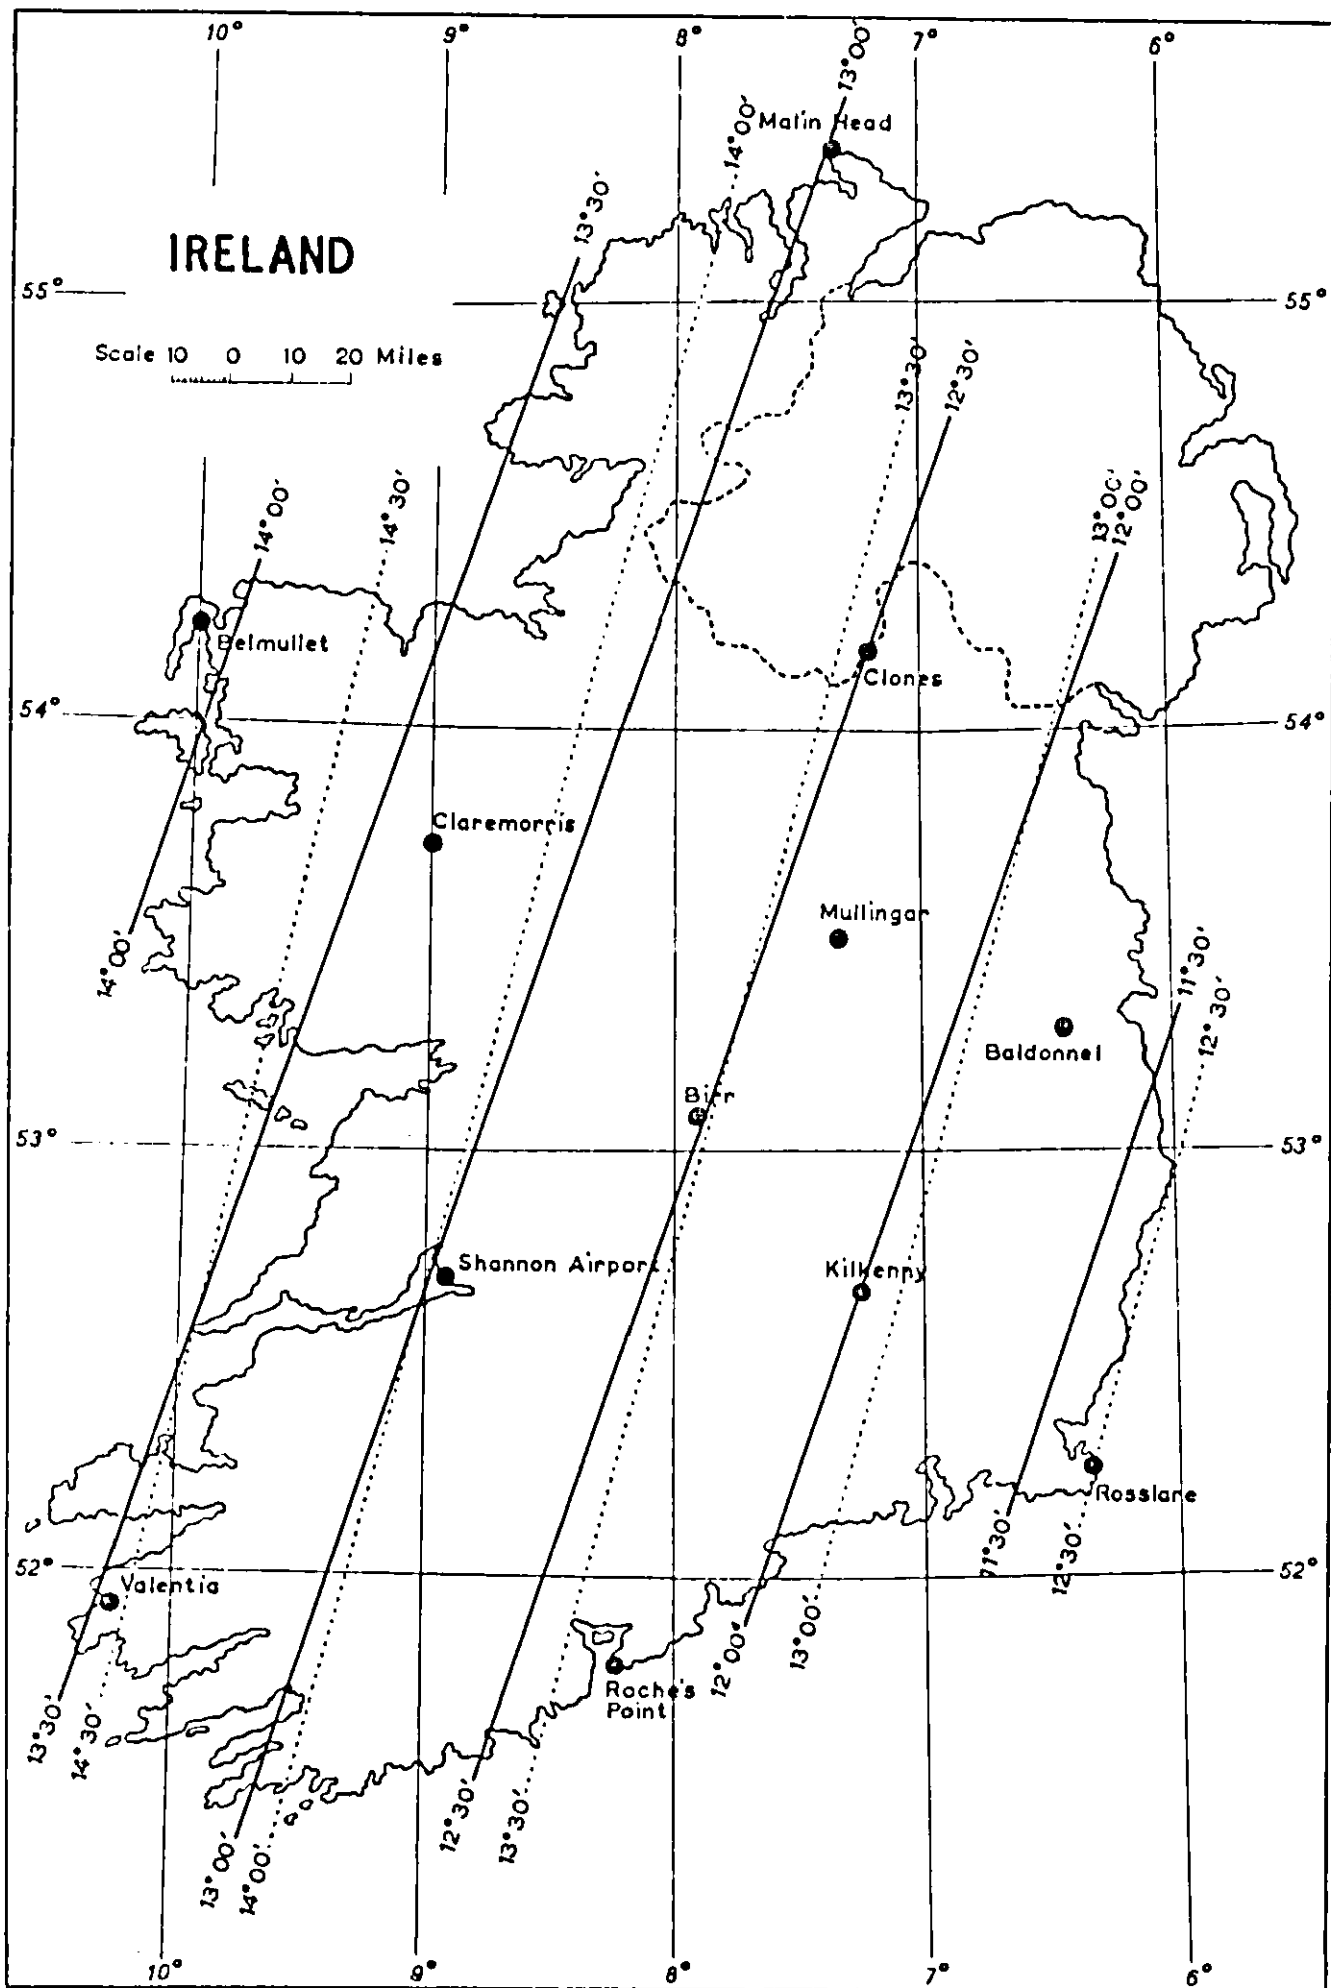 10° 9° 8° 7° 6°
13°00'
14°00'
Malin Head
13°30'
IRELAND
55° 55°
Scale 10 0 10 20 Miles
13°30'
12°30'
14°00'
14°30'
13°00'
12°00'
Belmullet
Clones
54° 54°
Claremorris
Mullingar
14°00'
11°30'
12°30'
Baldonnel
Birr
53° 53°
Shannon Airport
Kilkenny
Rosslare
11°30'
12°30'
52° 52°
Valentia
12°00'
13°00'
Roche's
Point
13°30'
14°30'
12°30'
13°30'
13°00'
14°00'
10° 9° 8° 7° 6°